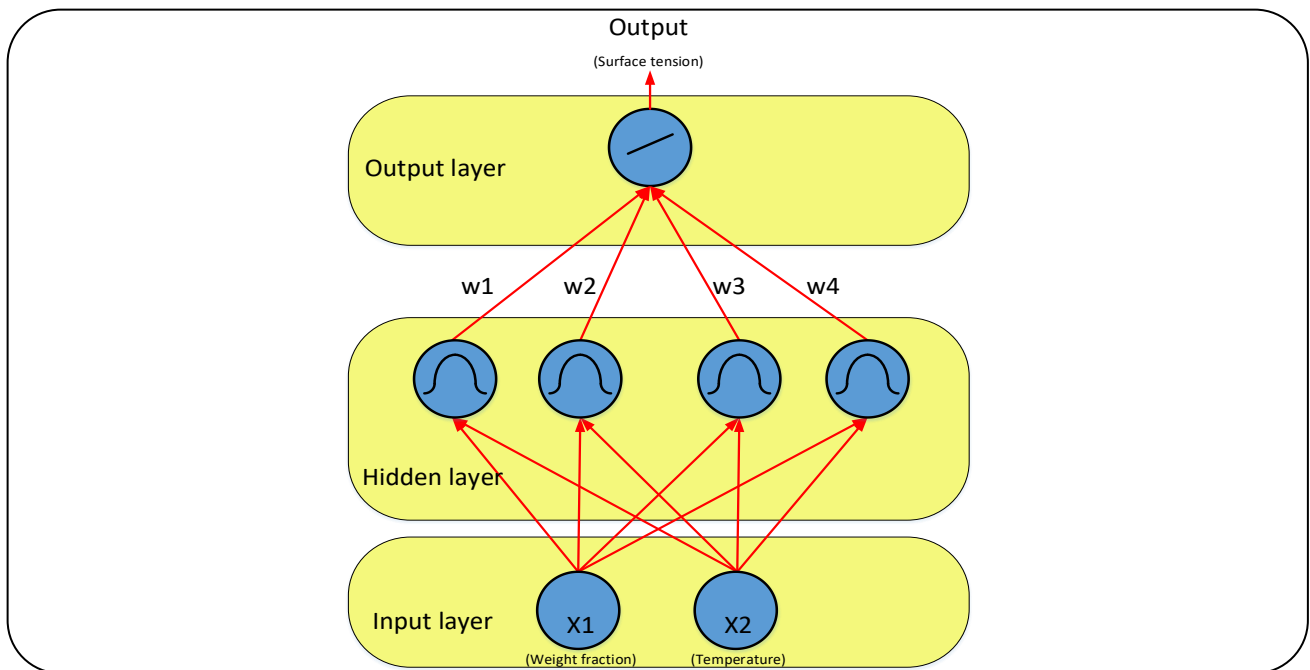 Output
(Surface tension)
Output layer
w1 w2 w3 w4
Hidden layer
Input layer X1 X2
(Weight fraction) (Temperature)